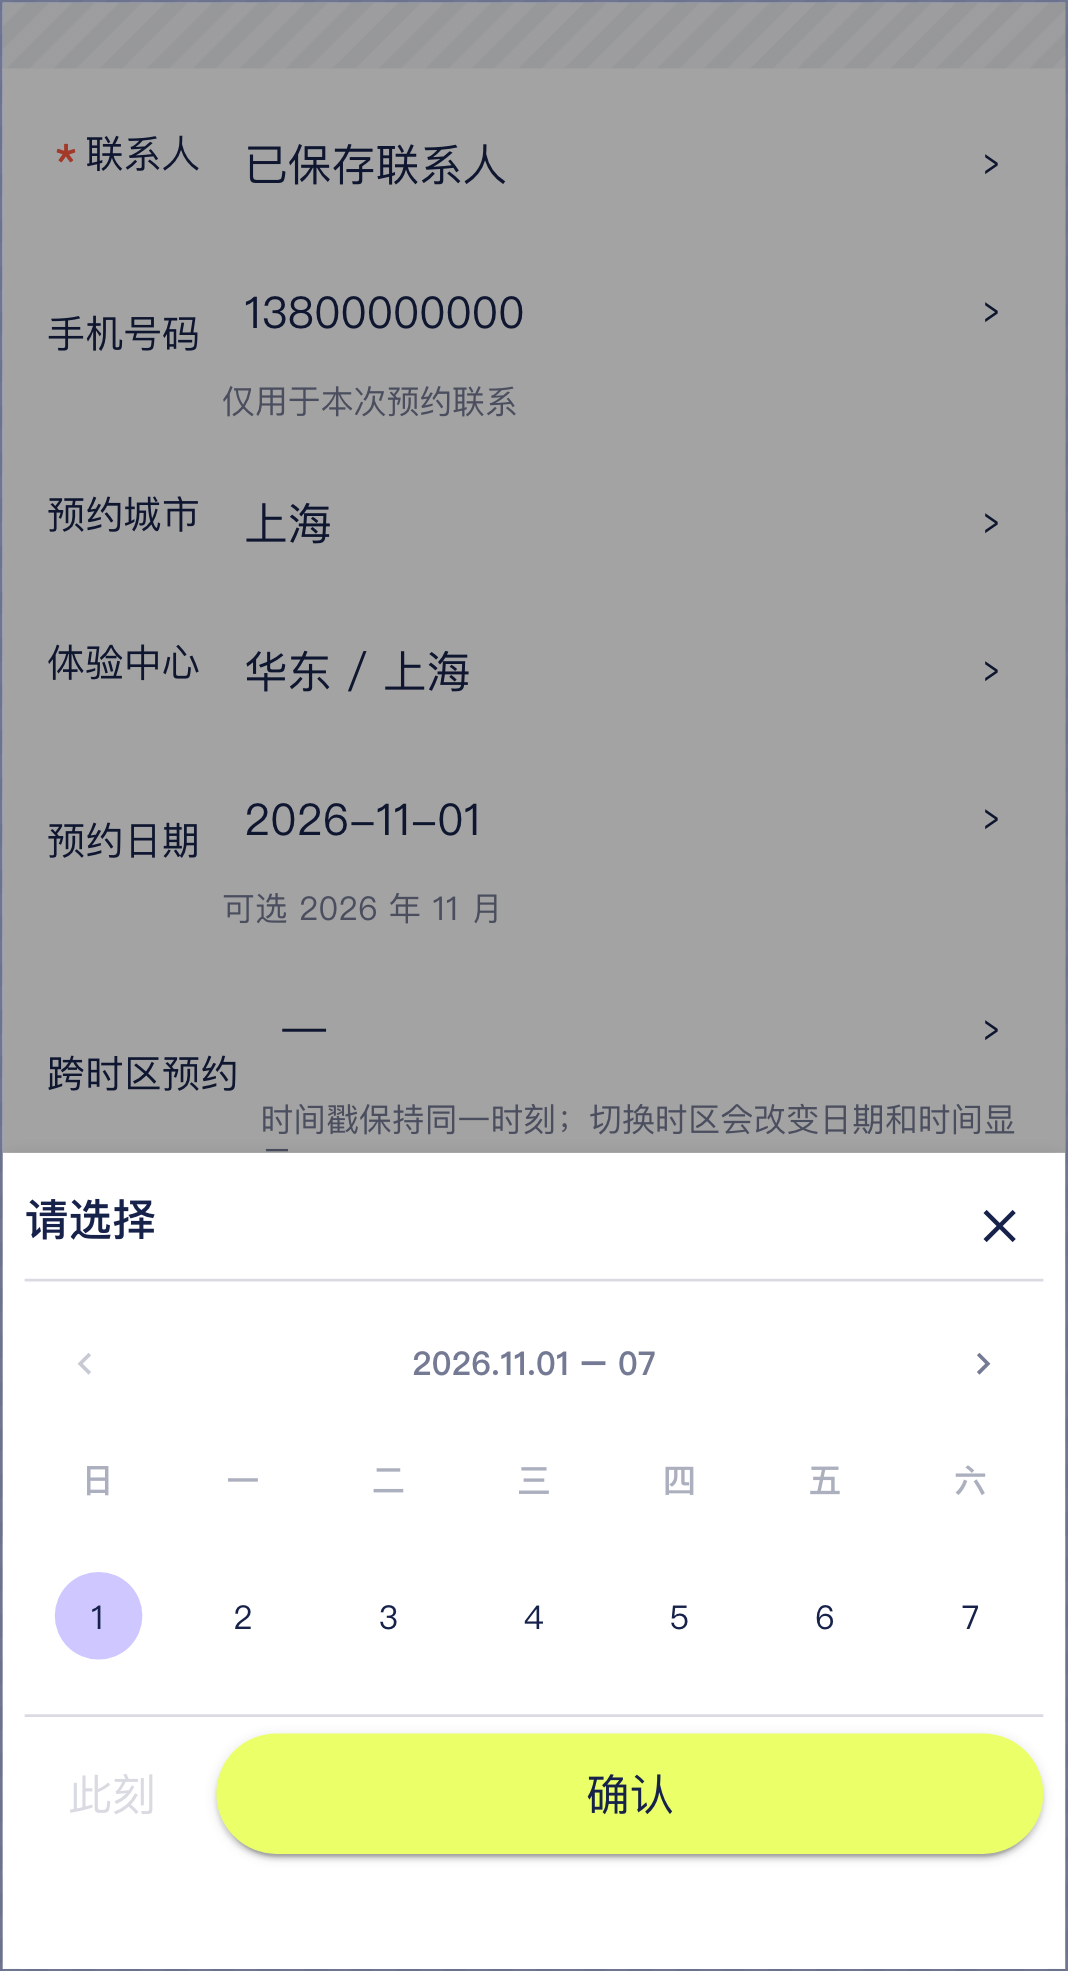 * 联系人 已保存联系人 >
手机号码 13800000000 >
仅用于本次预约联系
预约城市 上海 >
体验中心 华东 / 上海 >
预约日期 2026-11-01 >
可选 2026 年 11 月
跨时区预约 — >
时间戳保持同一时刻；切换时区会改变日期和时间显
请选择
2026.11.01 — 07
日 一 二 三 四 五 六
1 2 3 4 5 6 7
此刻 确认